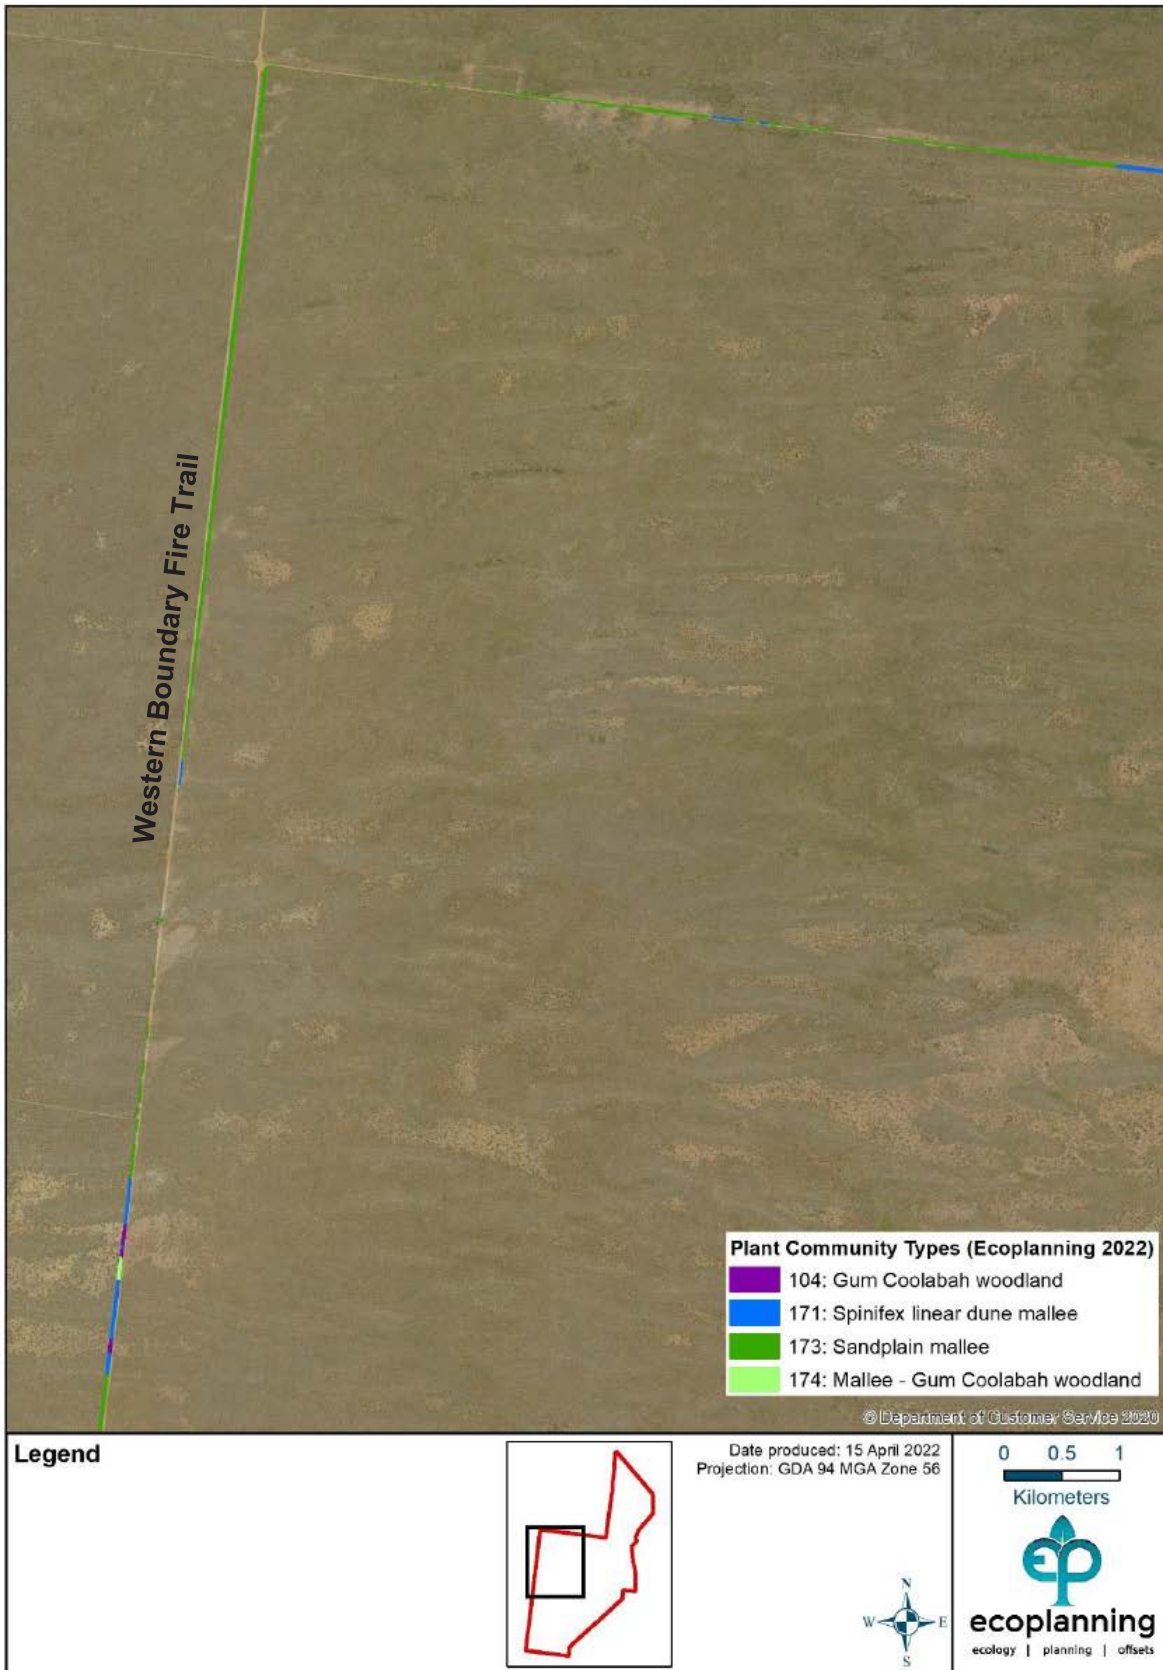 Western Boundary Fire Trail
Plant Community Types (Ecoplanning 2022)
104: Gum Coolabah woodland
171: Spinifex linear dune mallee
173: Sandplain mallee
174: Mallee - Gum Coolabah woodland
© Department of Customer Service 2020
Legend
Date produced: 15 April 2022
Projection: GDA 94 MGA Zone 56
N
W
E
S
0 0.5 1
Kilometers
ep
ecoplanning
ecology | planning | offsets